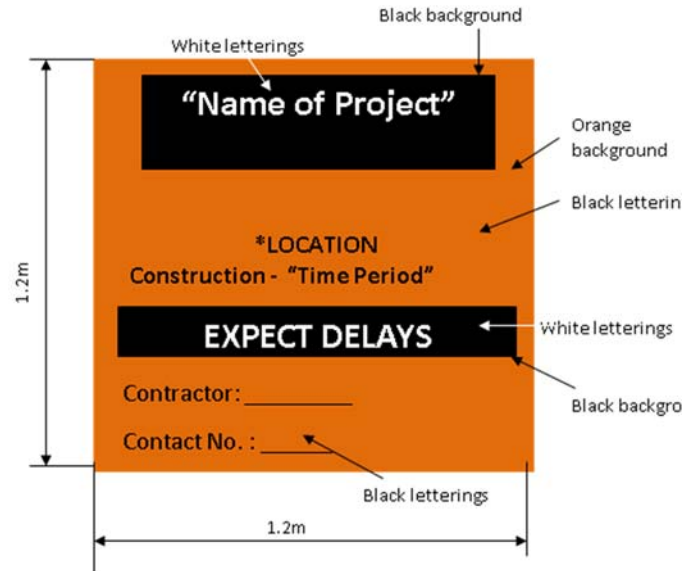 Black background
White letterings
“Name of Project”
Orange
background
Black letterin
*LOCATION
Construction - “Time Period”
1.2m
EXPECT DELAYS
White letterings
Black backgro
Contractor: _________
Contact No. : ______
Black letterings
1.2m